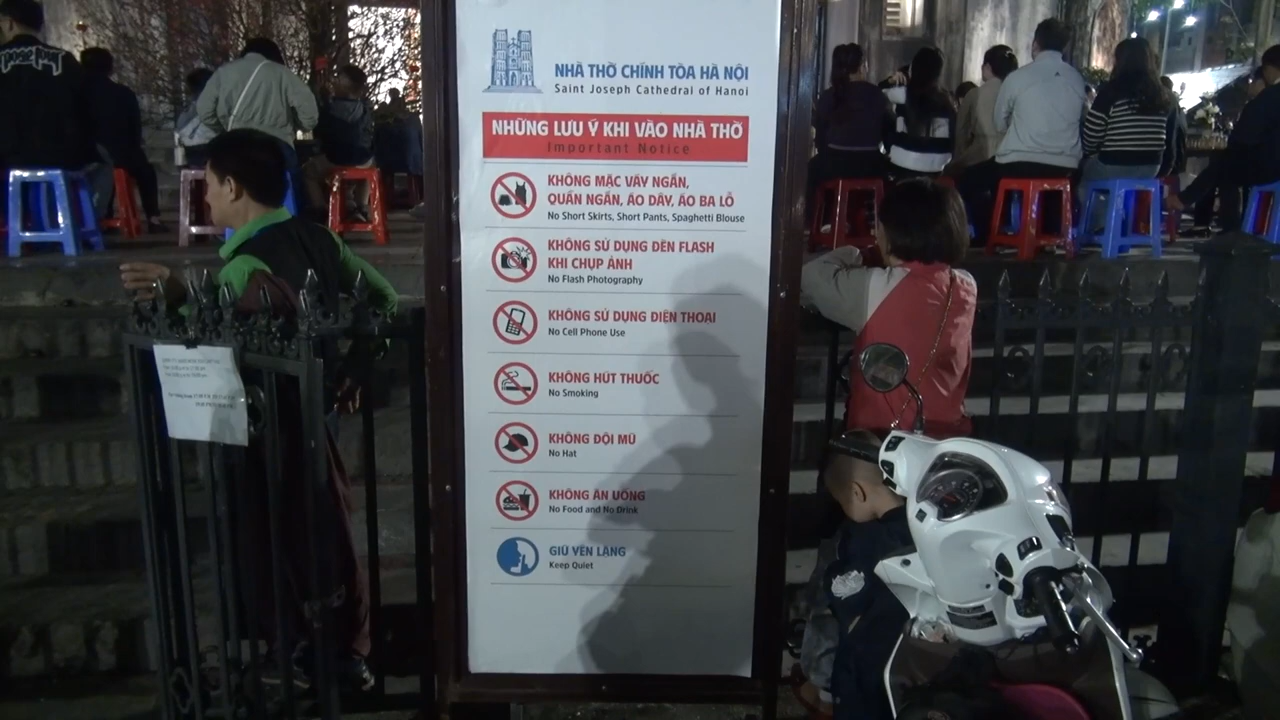 NHÀ THỜ CHÍNH TÒA HÀ NỘI
Saint Joseph Cathedral of Hanoi
NHỮNG LƯU Ý KHI VÀO NHÀ THỜ
Important Notice
KHÔNG MẶC VÁY NGẮN,
QUẦN NGẮN, ÁO DÂY, ÁO BA LỖ
No Short Skirts, Short Pants, Spaghetti Blouse
KHÔNG SỬ DỤNG ĐÈN FLASH
KHI CHỤP ẢNH
No Flash Photography
KHÔNG SỬ DỤNG ĐIỆN THOẠI
No Cell Phone Use
KHÔNG HÚT THUỐC
No Smoking
KHÔNG ĐỘI MŨ
No Hat
KHÔNG ĂN UỐNG
No Food and No Drink
GIỮ YÊN LẶNG
Keep Quiet